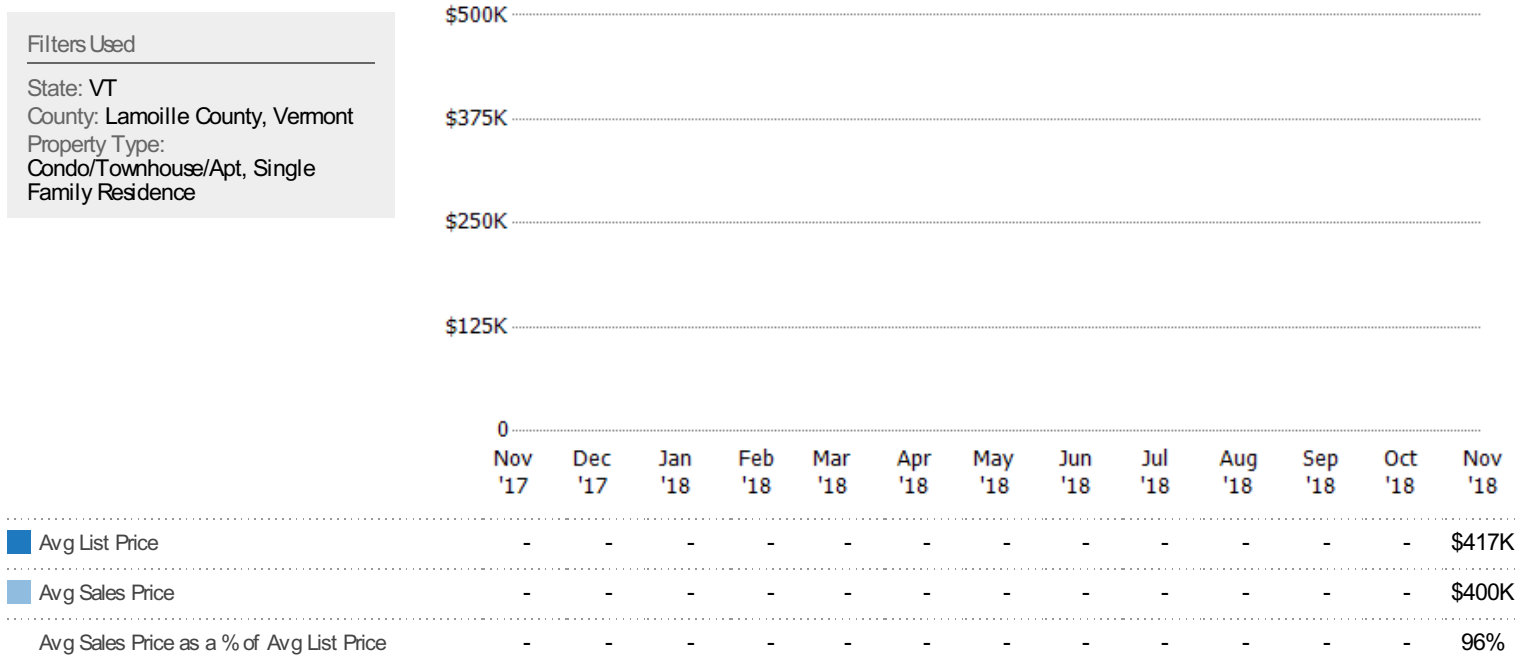 Filters Used
State: VT
County: Lamoille County, Vermont
Property Type:
Condo/Townhouse/Apt, Single
Family Residence
$500K
$375K
$250K
$125K
0
Nov Dec Jan Feb Mar Apr May Jun Jul Aug Sep Oct Nov
'17 '17 '18 '18 '18 '18 '18 '18 '18 '18 '18 '18 '18
Avg List Price - - - - - - - - - - - - $417K
Avg Sales Price - - - - - - - - - - - - $400K
Avg Sales Price as a % of Avg List Price - - - - - - - - - - - - 96%